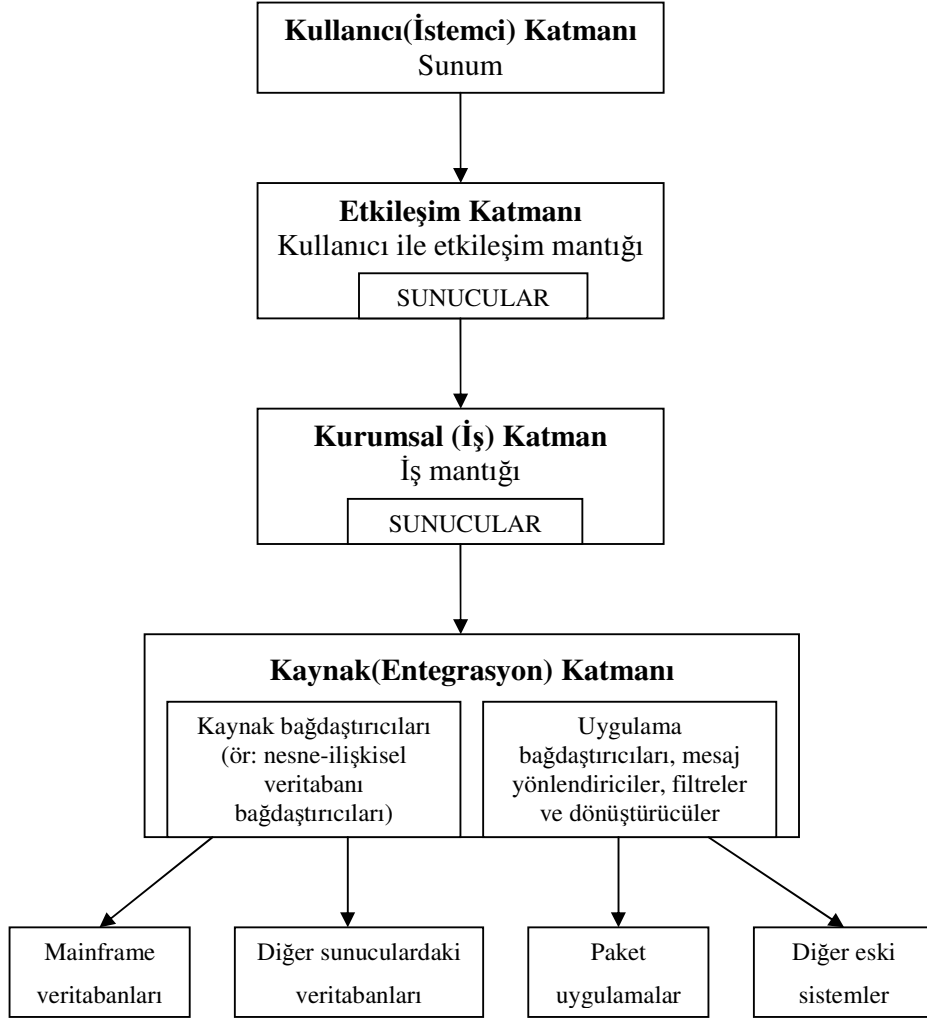 Kullanıcı(İstemci) Katmanı
Sunum
Etkileşim Katmanı
Kullanıcı ile etkileşim mantığı
SUNUCULAR
Kurumsal (İş) Katman
İş mantığı
SUNUCULAR
Kaynak(Entegrasyon) Katmanı
Kaynak bağdaştırıcıları
(ör: nesne-ilişkisel
veritabanı
bağdaştırıcıları)
Uygulama
bağdaştırıcıları, mesaj
yönlendiriciler, filtreler
ve dönüştürücüler
Mainframe
veritabanları
Diğer sunuculardaki
veritabanları
Paket
uygulamalar
Diğer eski
sistemler